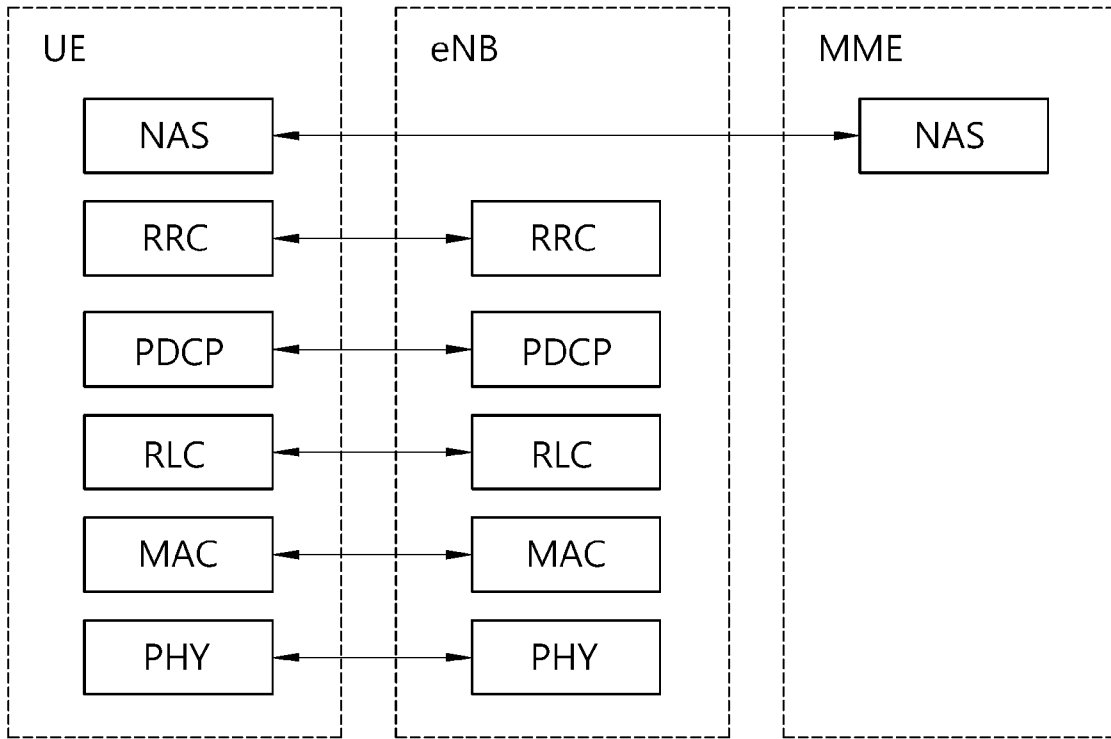 UE eNB MME
NAS NAS
RRC RRC
PDCP PDCP
RLC RLC
MAC MAC
PHY PHY